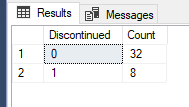 Results Messages
Discontinued Count
1 0 32
2 1 8